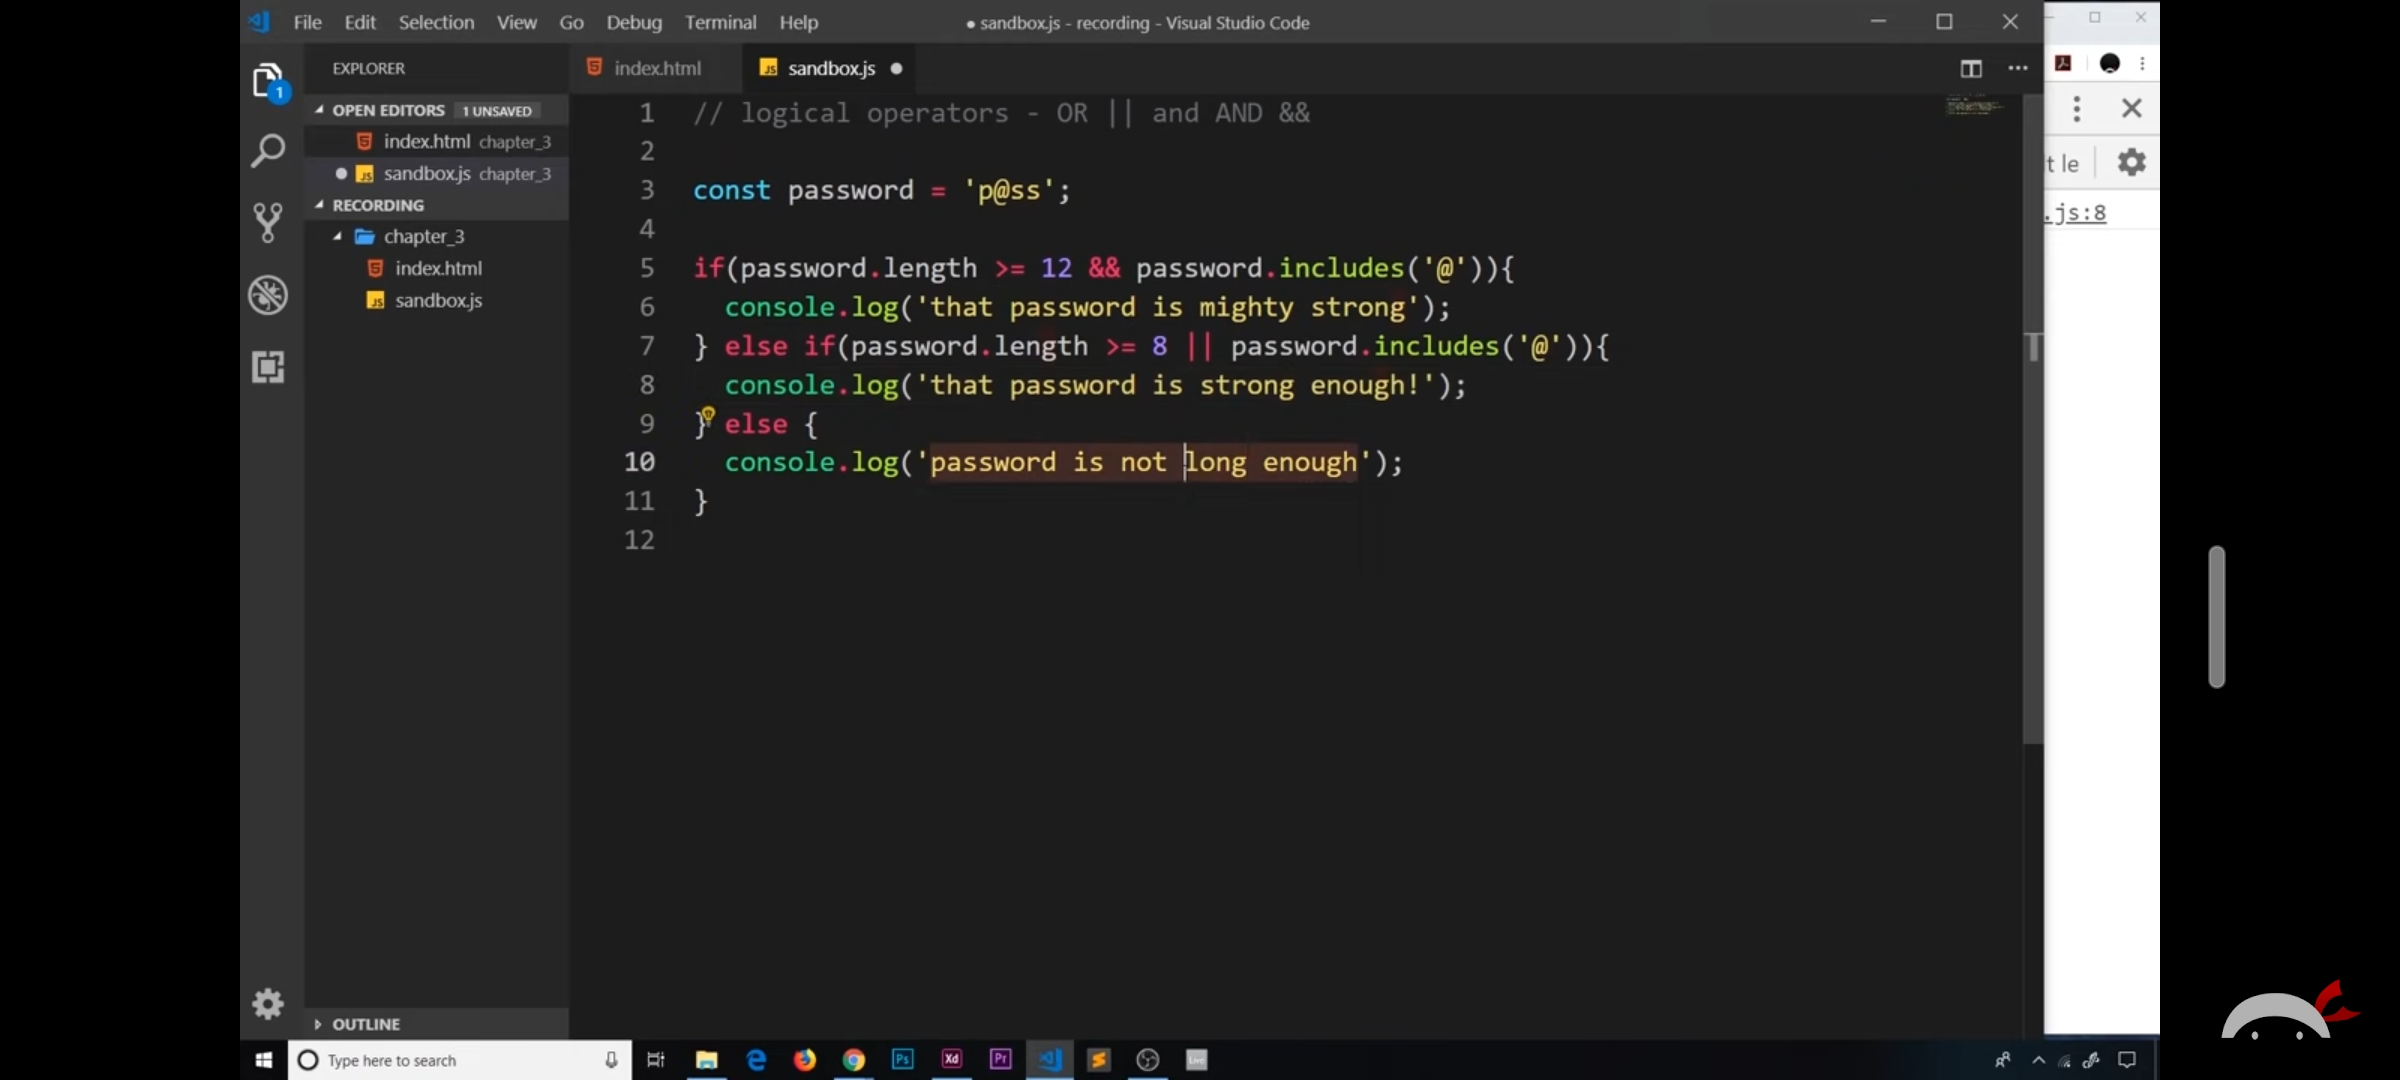 File Edit Selection View Go Debug Terminal Help
● sandbox.js - recording - Visual Studio Code
EXPLORER
index.html
sandbox.js
1
OPEN EDITORS 1 UNSAVED
index.html chapter_3
sandbox.js chapter_3
RECORDING
chapter_3
index.html
sandbox.js
OUTLINE
1 // logical operators - OR || and AND &&
2
3 const password = 'p@ss';
4
5 if(password.length >= 12 && password.includes('@')){
6 console.log('that password is mighty strong');
7 } else if(password.length >= 8 || password.includes('@')){
8 console.log('that password is strong enough!');
9 } else {
10 console.log('password is not long enough');
11 }
12
t le
.js:8
Type here to search
Ps
Xd
Pr
Live